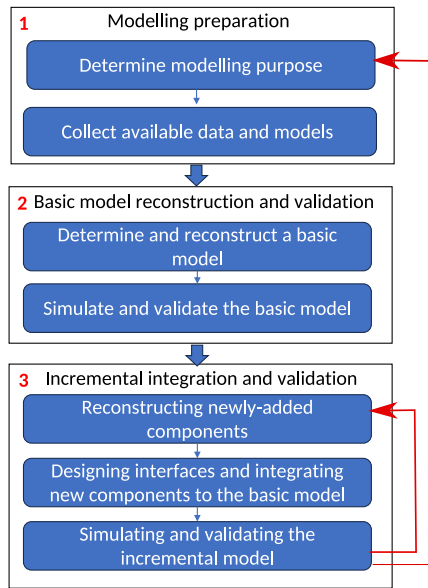 1 Modelling preparation
Determine modelling purpose
Collect available data and models
2 Basic model reconstruction and validation
Determine and reconstruct a basic
model
Simulate and validate the basic model
3 Incremental integration and validation
Reconstructing newly-added
components
Designing interfaces and integrating
new components to the basic model
Simulating and validating the
incremental model